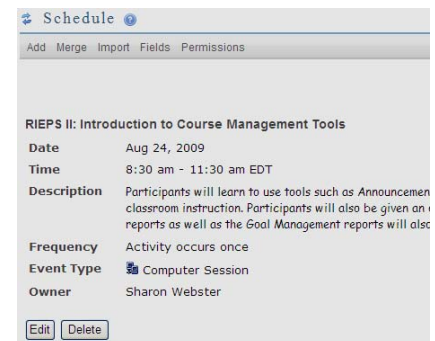 Schedule
Add Merge Import Fields Permissions
RIEPS II: Introduction to Course Management Tools
Date Aug 24, 2009
Time 8:30 am - 11:30 am EDT
Description Participants will learn to use tools such as Announcemen
classroom instruction. Participants will also be given an
reports as well as the Goal Management reports will also
Frequency Activity occurs once
Event Type Computer Session
Owner Sharon Webster
Edit Delete